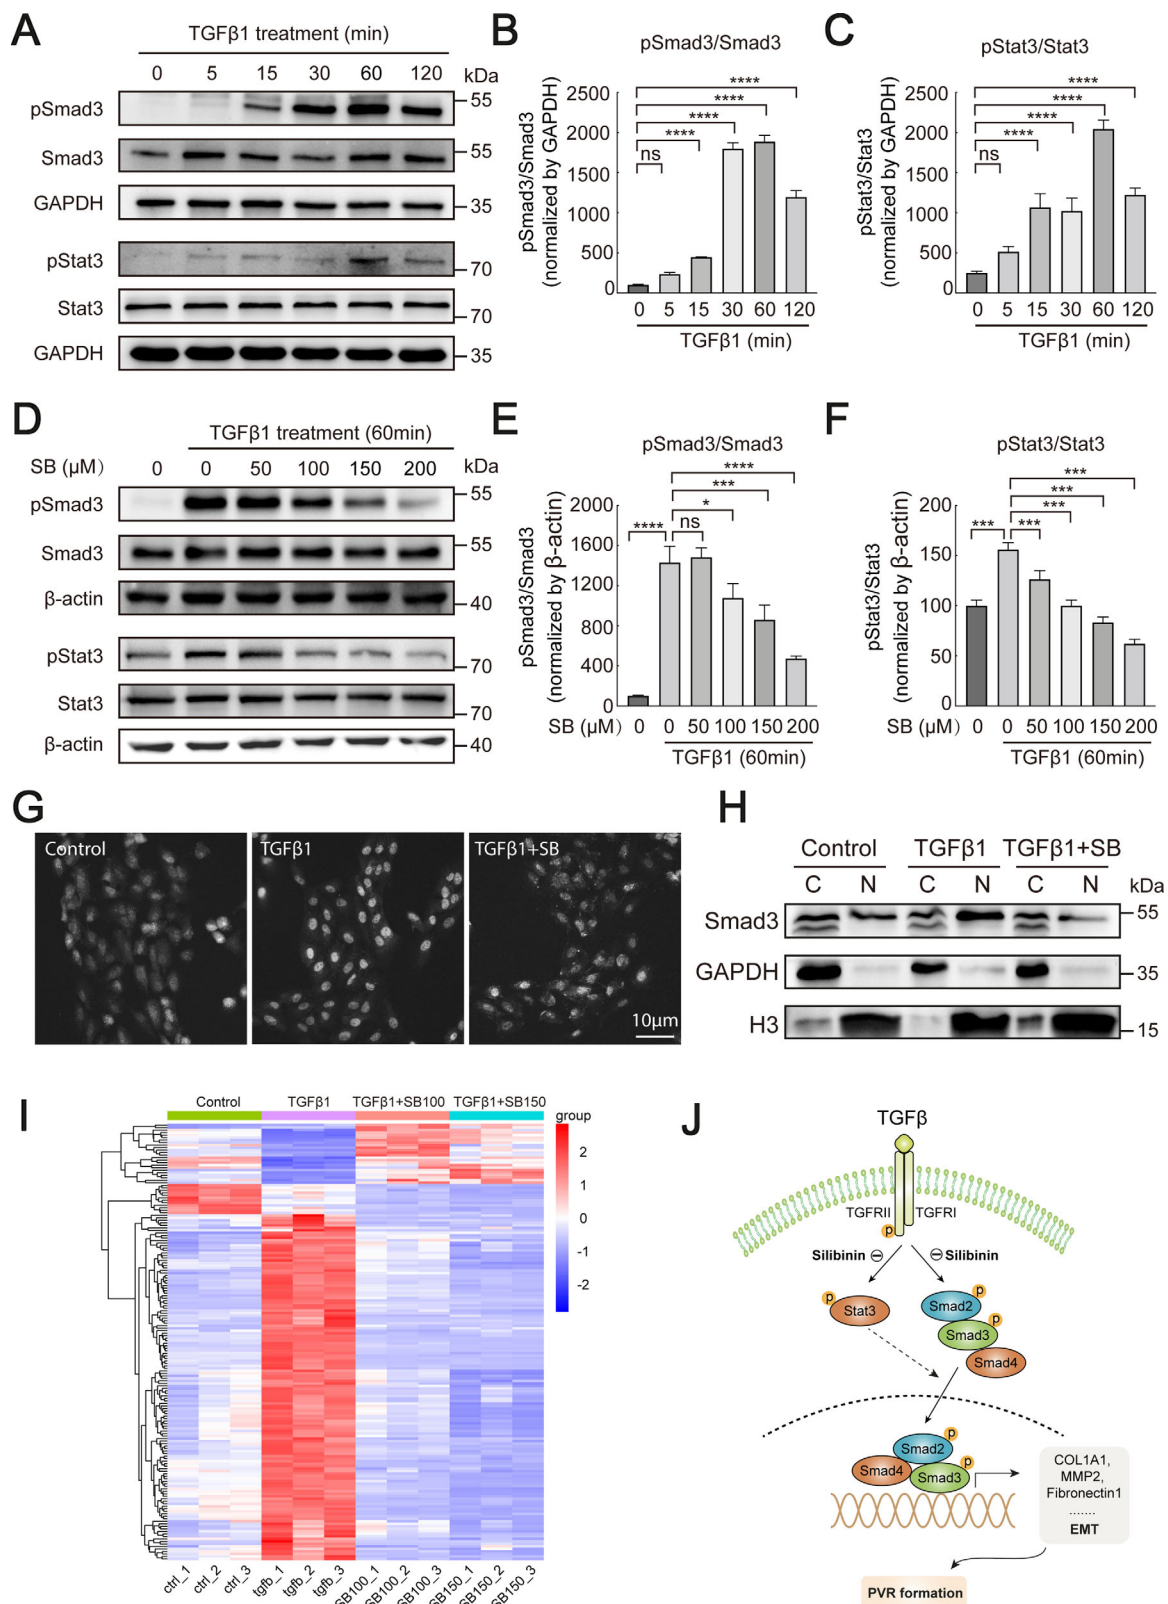 A
TGFβ1 treatment (min)
0 5 15 30 60 120 kDa
pSmad3 55
Smad3 55
GAPDH 35
pStat3 70
Stat3 70
GAPDH 35
B
pSmad3/Smad3
pSmad3/Smad3
(normalized by GAPDH)
2500
2000
1500
1000
500
0
ns **** **** **** ****
0 5 15 30 60 120
TGFβ1 (min)
C
pStat3/Stat3
pStat3/Stat3
(normalized by GAPDH)
2500
2000
1500
1000
500
0
ns **** **** **** ****
0 5 15 30 60 120
TGFβ1 (min)
D
TGFβ1 treatment (60min)
SB (μM) 0 0 50 100 150 200 kDa
pSmad3 55
Smad3 55
β-actin 40
pStat3 70
Stat3 70
β-actin 40
E
pSmad3/Smad3
pSmad3/Smad3
(normalized by β-actin)
2000
1600
1200
800
400
0
**** ns * *** ****
SB (μM) 0 0 50 100 150 200
TGFβ1 (60min)
F
pStat3/Stat3
pStat3/Stat3
(normalized by β-actin)
200
150
100
50
0
*** *** *** *** ***
SB (μM) 0 0 50 100 150 200
TGFβ1 (60min)
G
Control
TGFβ1
TGFβ1+SB
10μm
H
Control TGFβ1 TGFβ1+SB
C N C N C N kDa
Smad3 55
GAPDH 35
H3 15
I
Control TGFβ1 TGFβ1+SB100 TGFβ1+SB150
group
2
1
0
-1
-2
ctrl_1 ctrl_2 ctrl_3 tgfb_1 tgfb_2 tgfb_3 SB100_1 SB100_2 SB100_3 SB150_1 SB150_2 SB150_3
J
TGFβ
TGFRII TGFRI
p
Silibinin Silibinin
p Stat3
Smad2 p
Smad3 p
Smad4
Smad2 p
Smad4 Smad3 p
COL1A1,
MMP2,
Fibronectin1
.......
EMT
PVR formation